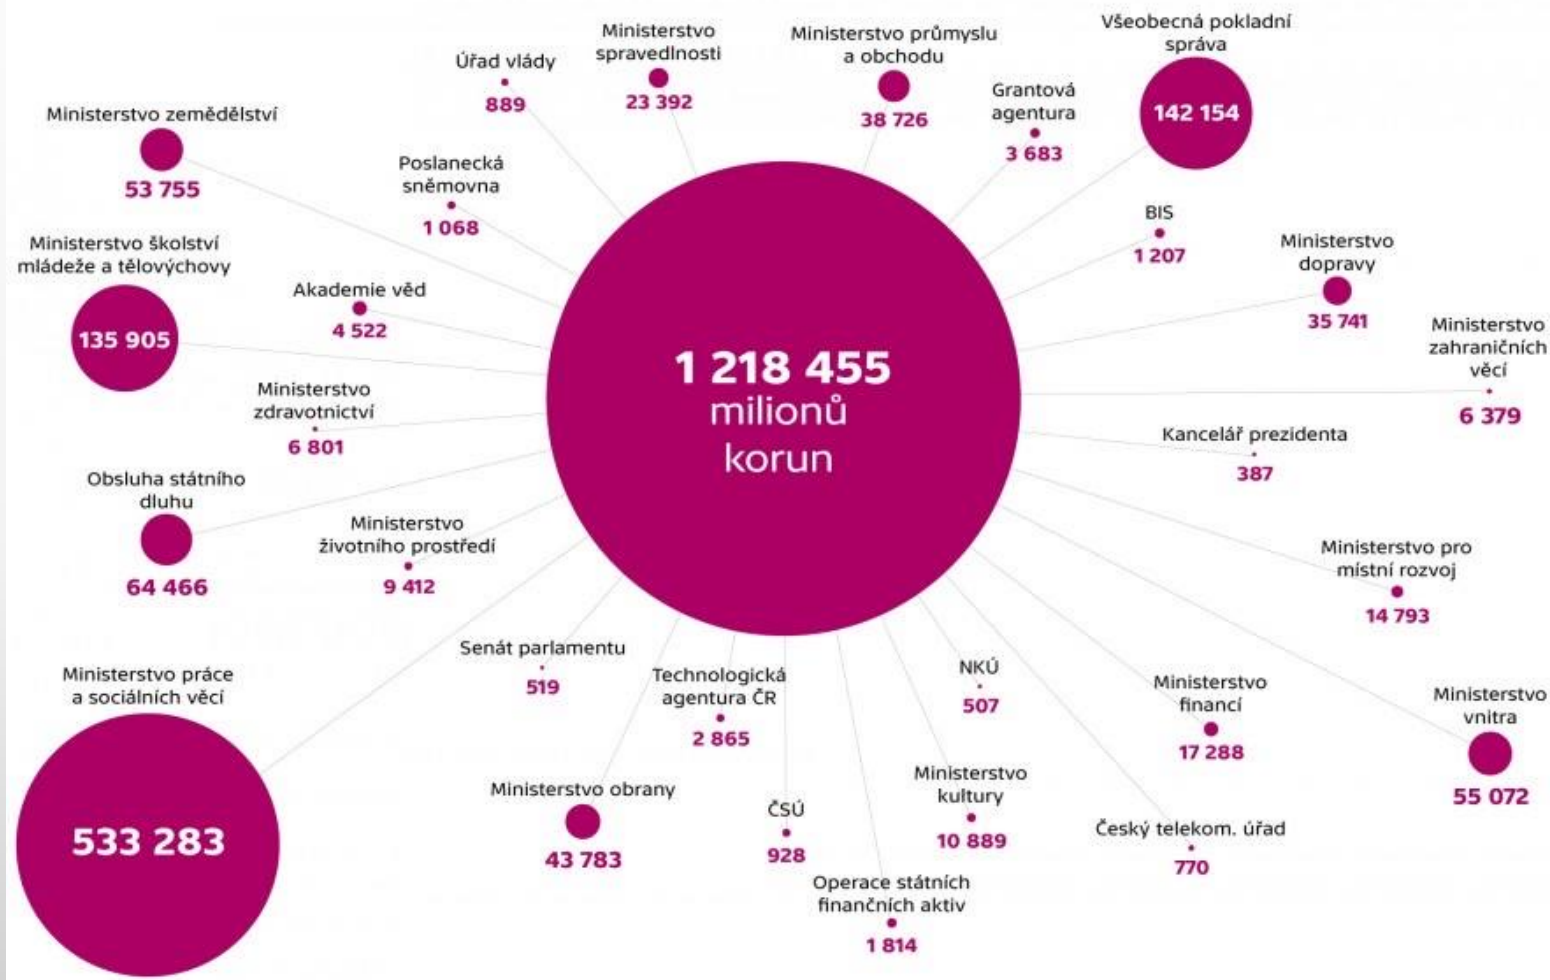 Všeobecná pokladní
správa
142 154
Ministerstvo
spravedlnosti
23 392
Ministerstvo průmyslu
a obchodu
38 726
Úřad vlády
889
Grantová
agentura
3 683
Ministerstvo zemědělství
53 755
Poslanecká
sněmovna
1 068
BIS
1 207
Ministerstvo
dopravy
35 741
Ministerstvo školství
mládeže a tělovýchovy
135 905
Akademie věd
4 522
Ministerstvo
zahraničních
věcí
6 379
1 218 455
milionů
korun
Ministerstvo
zdravotnictví
6 801
Kancelář prezidenta
387
Obsluha státního
dluhu
64 466
Ministerstvo
životního prostředí
9 412
Ministerstvo pro
místní rozvoj
14 793
Senát parlamentu
519
Ministerstvo práce
a sociálních věcí
533 283
Technologická
agentura ČR
2 865
NKÚ
507
Ministerstvo
financí
17 288
Ministerstvo
vnitra
55 072
Ministerstvo obrany
43 783
ČSÚ
928
Ministerstvo
kultury
10 889
Český telekom. úřad
770
Operace státních
finančních aktiv
1 814